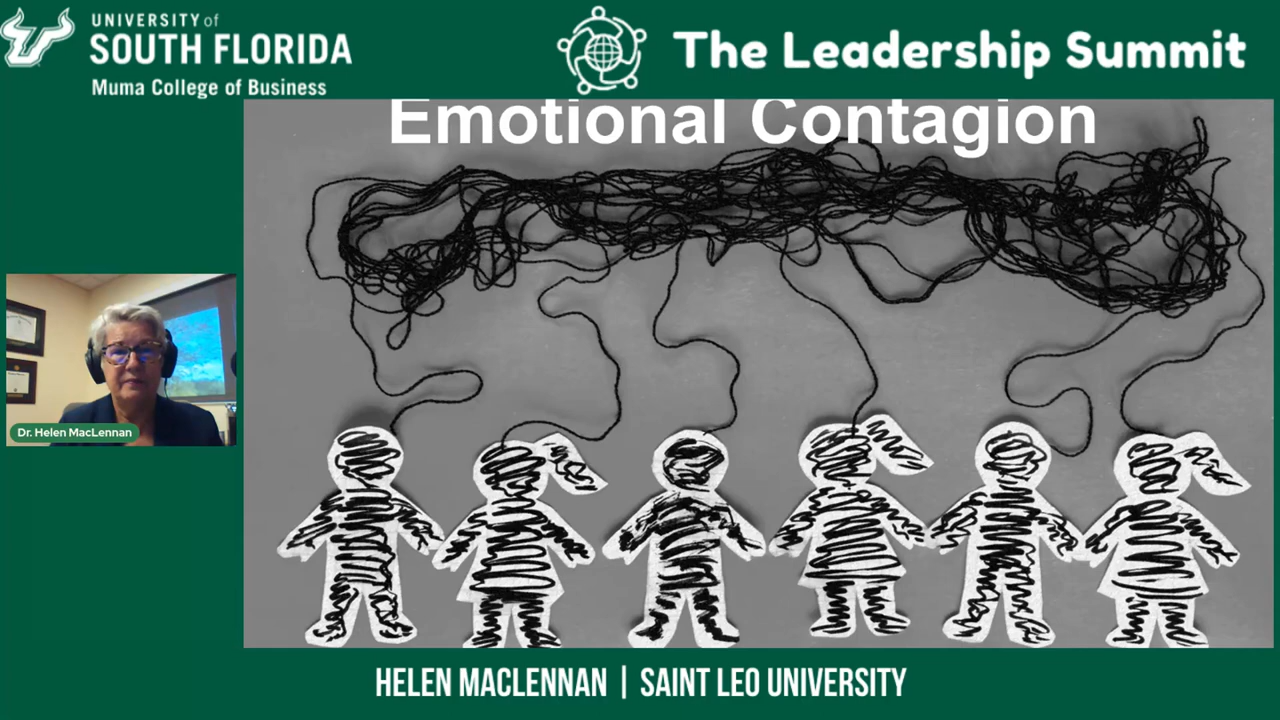 UNIVERSITY of
SOUTH FLORIDA
Muma College of Business
The Leadership Summit
Emotional Contagion
Dr. Helen MacLennan
HELEN MACLENNAN | SAINT LEO UNIVERSITY